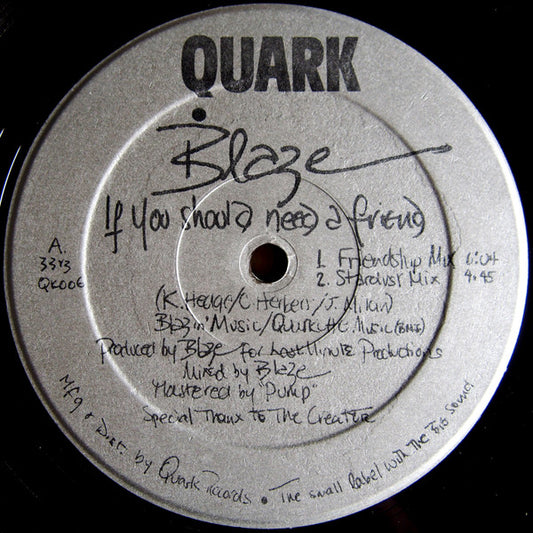 QUARK
Blaze
If you should need a friend
A.
33⅓
QK006
1. Friendship Mix 6:04
2. Stardust Mix 4:45
(K. Hedge/C. Herbert/J. Milan)
Blazin' Music/Quark Music (BMI)
Produced by Blaze for Last Minute Productions
Mixed by Blaze
Mastered by "Pump"
Special Thanx to The Creator
Mfg & Dist. by Quark Records • The small label with the Big Sound